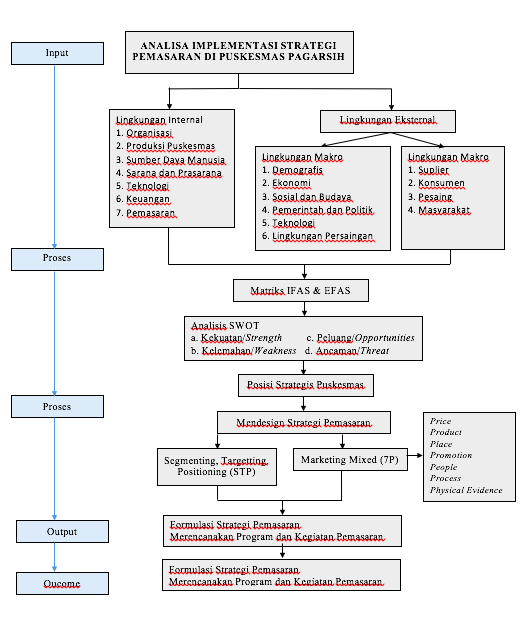 Input
ANALISA IMPLEMENTASI STRATEGI
PEMASARAN DI PUSKESMAS PAGARSIH
Lingkungan Internal
1. Organisasi
2. Produksi Puskesmas
3. Sumber Daya Manusia
4. Sarana dan Prasarana
5. Teknologi
6. Keuangan
7. Pemasaran
Lingkungan Eksternal
Lingkungan Makro
1. Demografis
2. Ekonomi
3. Sosial dan Budaya
4. Pemerintah dan Politik
5. Teknologi
6. Lingkungan Persaingan
Lingkungan Makro
1. Suplier
2. Konsumen
3. Pesaing
4. Masyarakat
Proses
Matriks IFAS & EFAS
Analisis SWOT
a. Kekuatan/Strength c. Peluang/Opportunities
b. Kelemahan/Weakness d. Ancaman/Threat
Posisi Strategis Puskesmas
Proses
Mendesign Strategi Pemasaran
Segmenting, Targetting,
Positioning (STP)
Marketing Mixed (7P)
Price
Product
Place
Promotion
People
Process
Physical Evidence
Output
Formulasi Strategi Pemasaran
Merencanakan Program dan Kegiatan Pemasaran
Oucome
Formulasi Strategi Pemasaran
Merencanakan Program dan Kegiatan Pemasaran